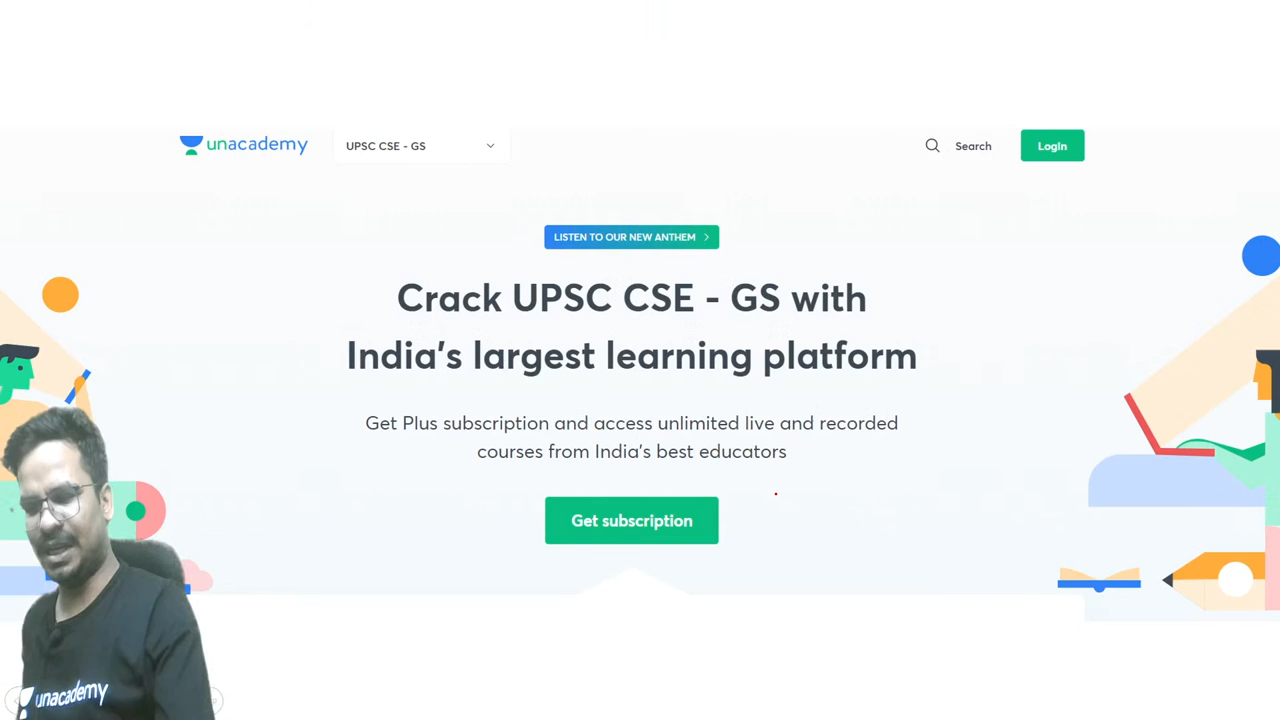 unacademy
UPSC CSE - GS
Search
Login
LISTEN TO OUR NEW ANTHEM
Crack UPSC CSE - GS with
India's largest learning platform
Get Plus subscription and access unlimited live and recorded
courses from India's best educators
Get subscription
unacademy